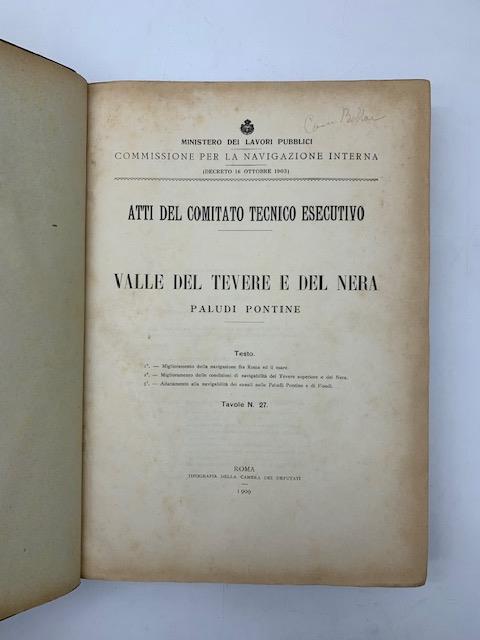 MINISTERO DEI LAVORI PUBBLICI
COMMISSIONE PER LA NAVIGAZIONE INTERNA
(DECRETO 16 OTTOBRE 1903)
ATTI DEL COMITATO TECNICO ESECUTIVO
VALLE DEL TEVERE E DEL NERA
PALUDI PONTINE
Testo.
1°. — Miglioramento della navigazione fra Roma ed il mare.
2°. — Miglioramento delle condizioni di navigabilità del Tevere superiore e del Nera.
3°. — Adattamento alla navigabilità dei canali nelle Paludi Pontine e di Fondi.
Tavole N. 27.
ROMA
TIPOGRAFIA DELLA CAMERA DEI DEPUTATI
1909